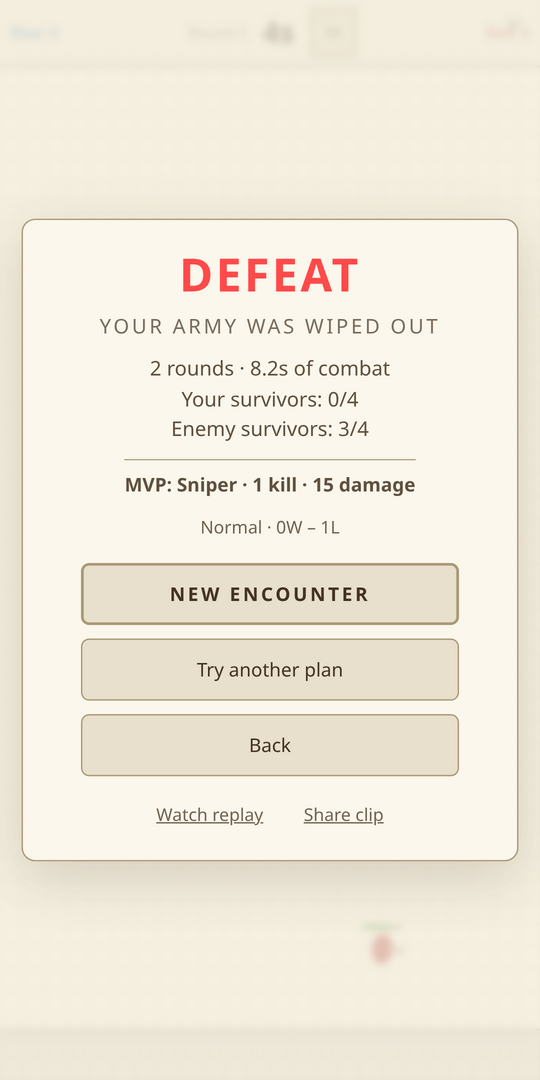 DEFEAT
YOUR ARMY WAS WIPED OUT
2 rounds · 8.2s of combat
Your survivors: 0/4
Enemy survivors: 3/4
MVP: Sniper · 1 kill · 15 damage
Normal · 0W – 1L
NEW ENCOUNTER
Try another plan
Back
Watch replay Share clip